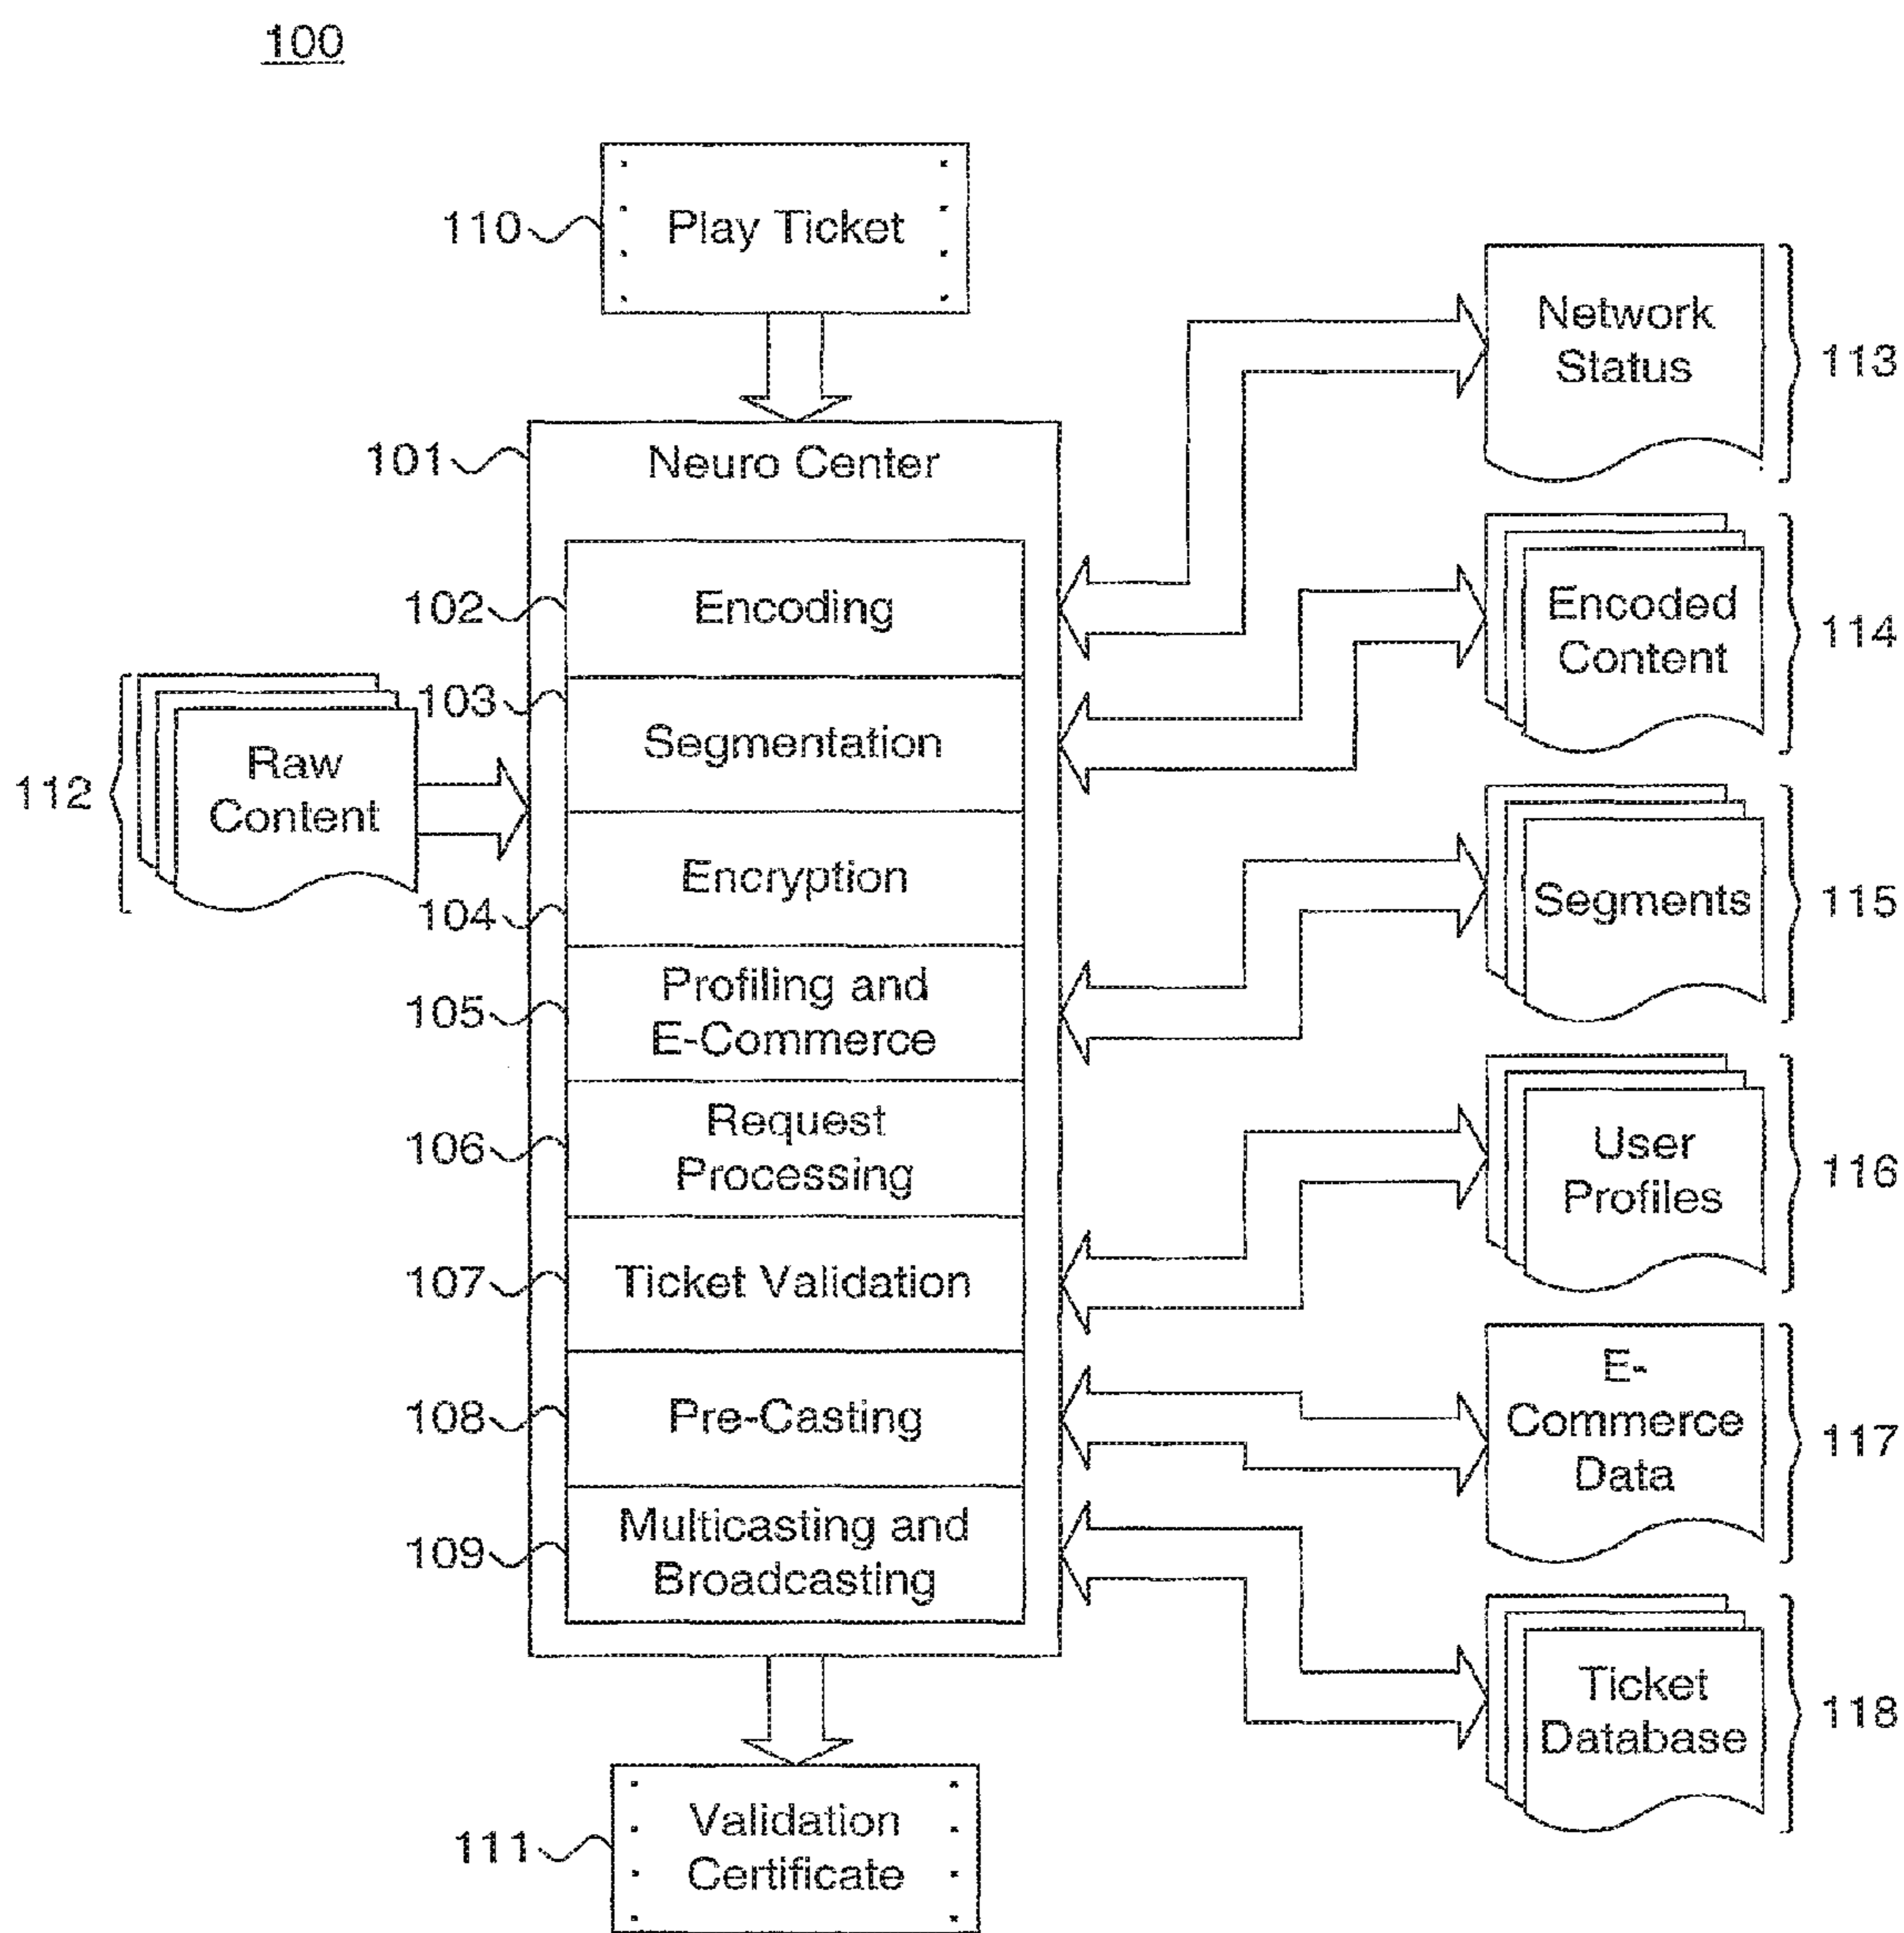 100
110
Play Ticket
101
Neuro Center
102
Encoding
103
Segmentation
104
Encryption
105
Profiling and
E-Commerce
106
Request
Processing
107
Ticket Validation
108
Pre-Casting
109
Multicasting and
Broadcasting
112
Raw
Content
111
Validation
Certificate
Network
Status
113
Encoded
Content
114
Segments
115
User
Profiles
116
E-
Commerce
Data
117
Ticket
Database
118